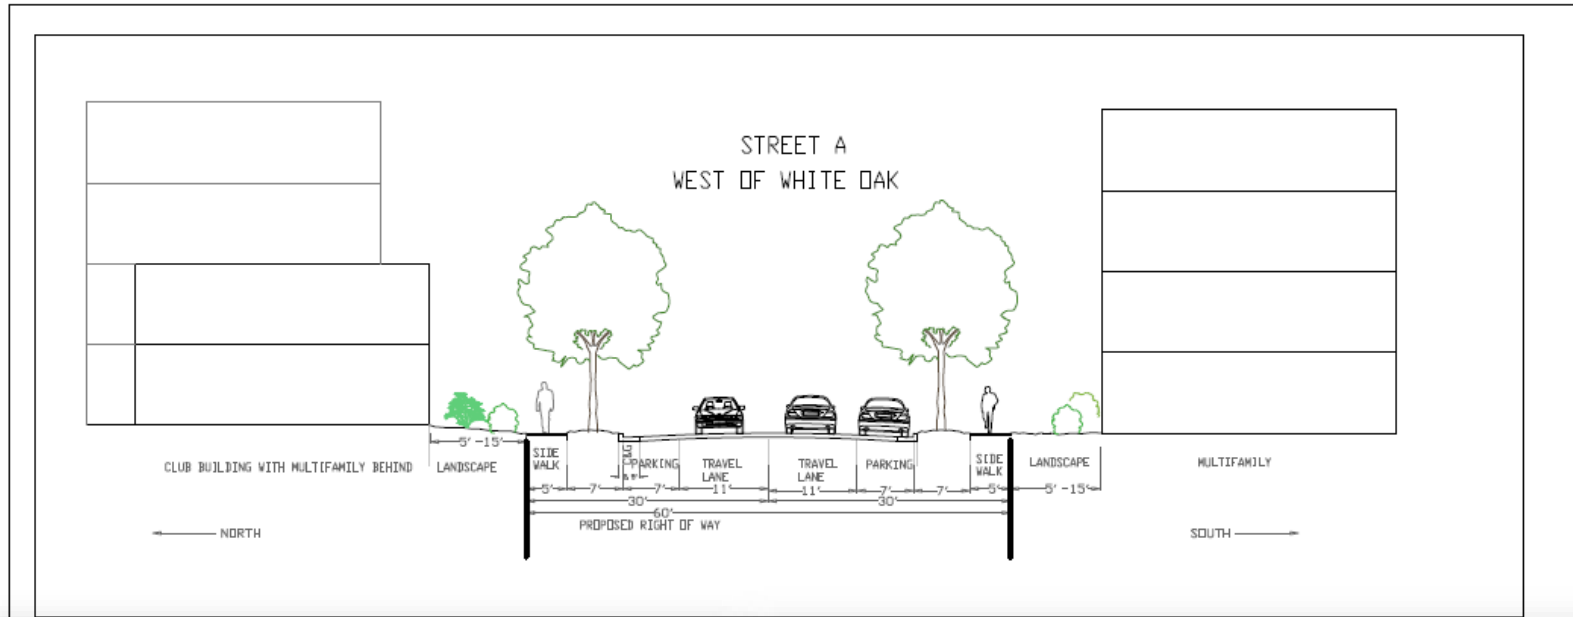 STREET A
WEST OF WHITE OAK
5' -15'
SIDE
WALK
C&G
PARKING
TRAVEL
LANE
TRAVEL
LANE
PARKING
SIDE
WALK
LANDSCAPE
MULTIFAMILY
CLUB BUILDING WITH MULTIFAMILY BEHIND
LANDSCAPE
5'
7'
7'
11'
11'
7'
7'
5'
5' -15'
30'
30'
60'
PROPOSED RIGHT OF WAY
NORTH
SOUTH